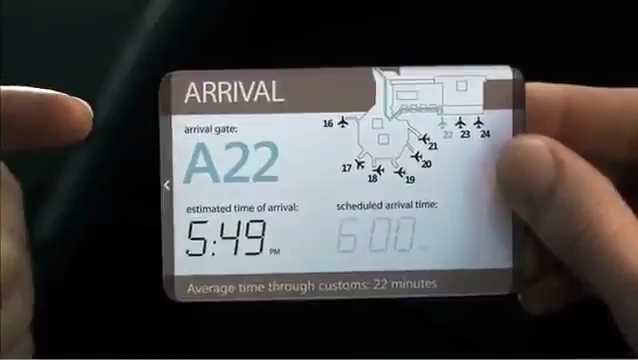 ARRIVAL
arrival gate:
A22
16
17
18
19
20
21
22
23
24
estimated time of arrival:
5:49 PM
scheduled arrival time:
6:00
Average time through customs: 22 minutes